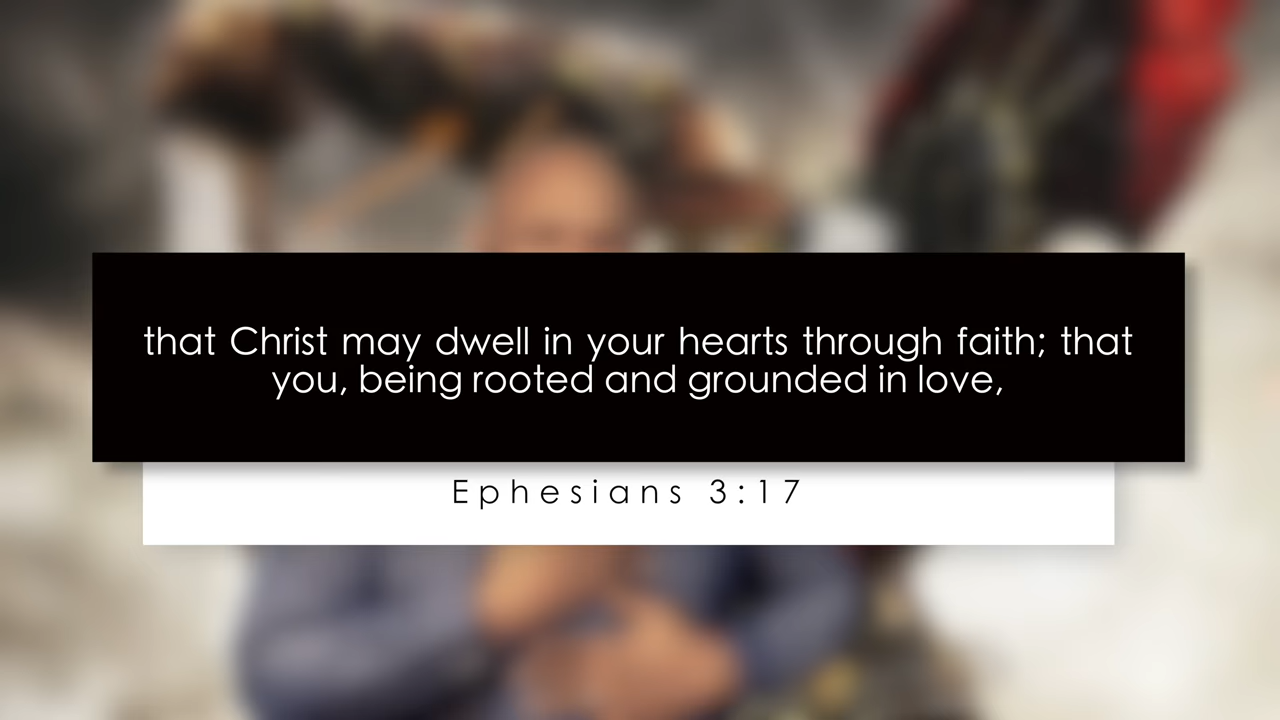 that Christ may dwell in your hearts through faith; that
you, being rooted and grounded in love,
Ephesians 3:17